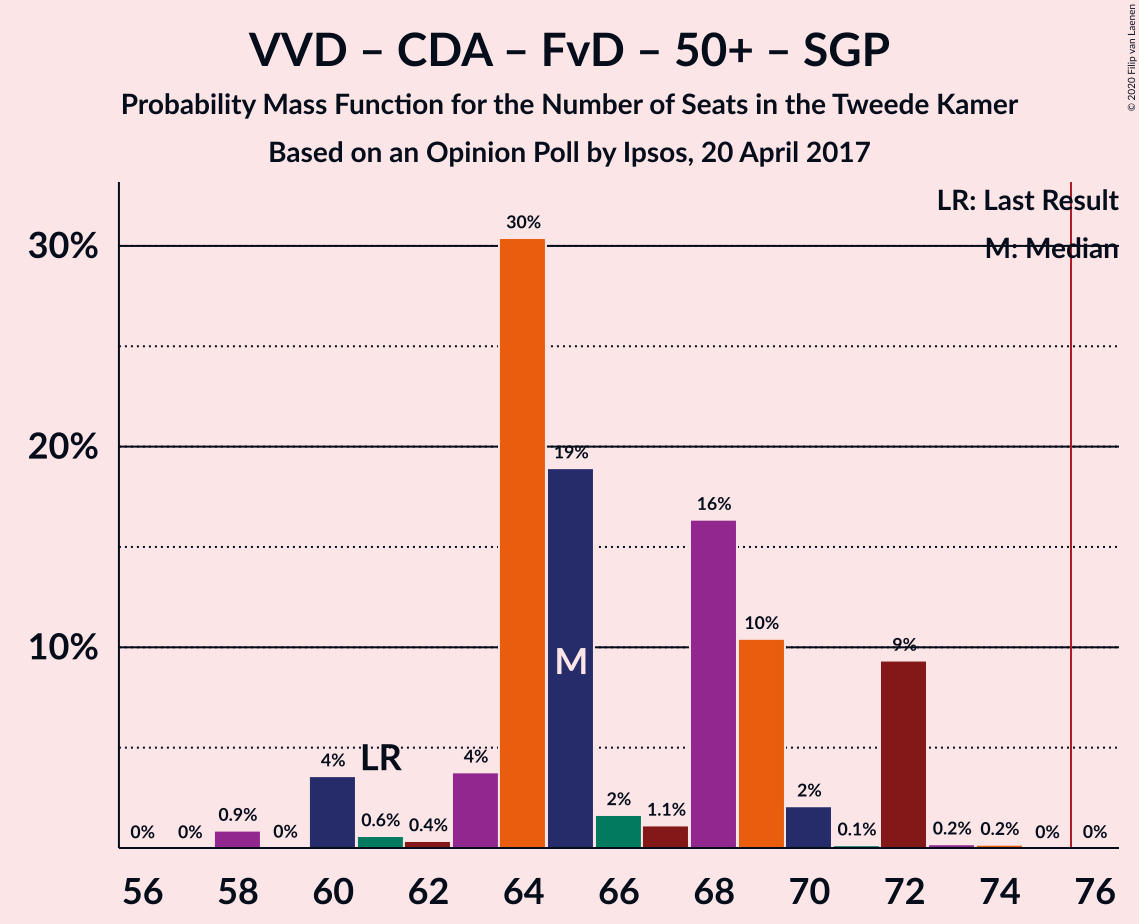 VVD – CDA – FvD – 50+ – SGP
Probability Mass Function for the Number of Seats in the Tweede Kamer
Based on an Opinion Poll by Ipsos, 20 April 2017
© 2020 Filip van Laenen
LR: Last Result
M: Median
30%
20%
10%
0% 0% 0.9% 0% 4% 0.6% 0.4% 4% 30% 19% 2% 1.1% 16% 10% 2% 0.1% 9% 0.2% 0.2% 0% 0%
LR
M
56 58 60 62 64 66 68 70 72 74 76